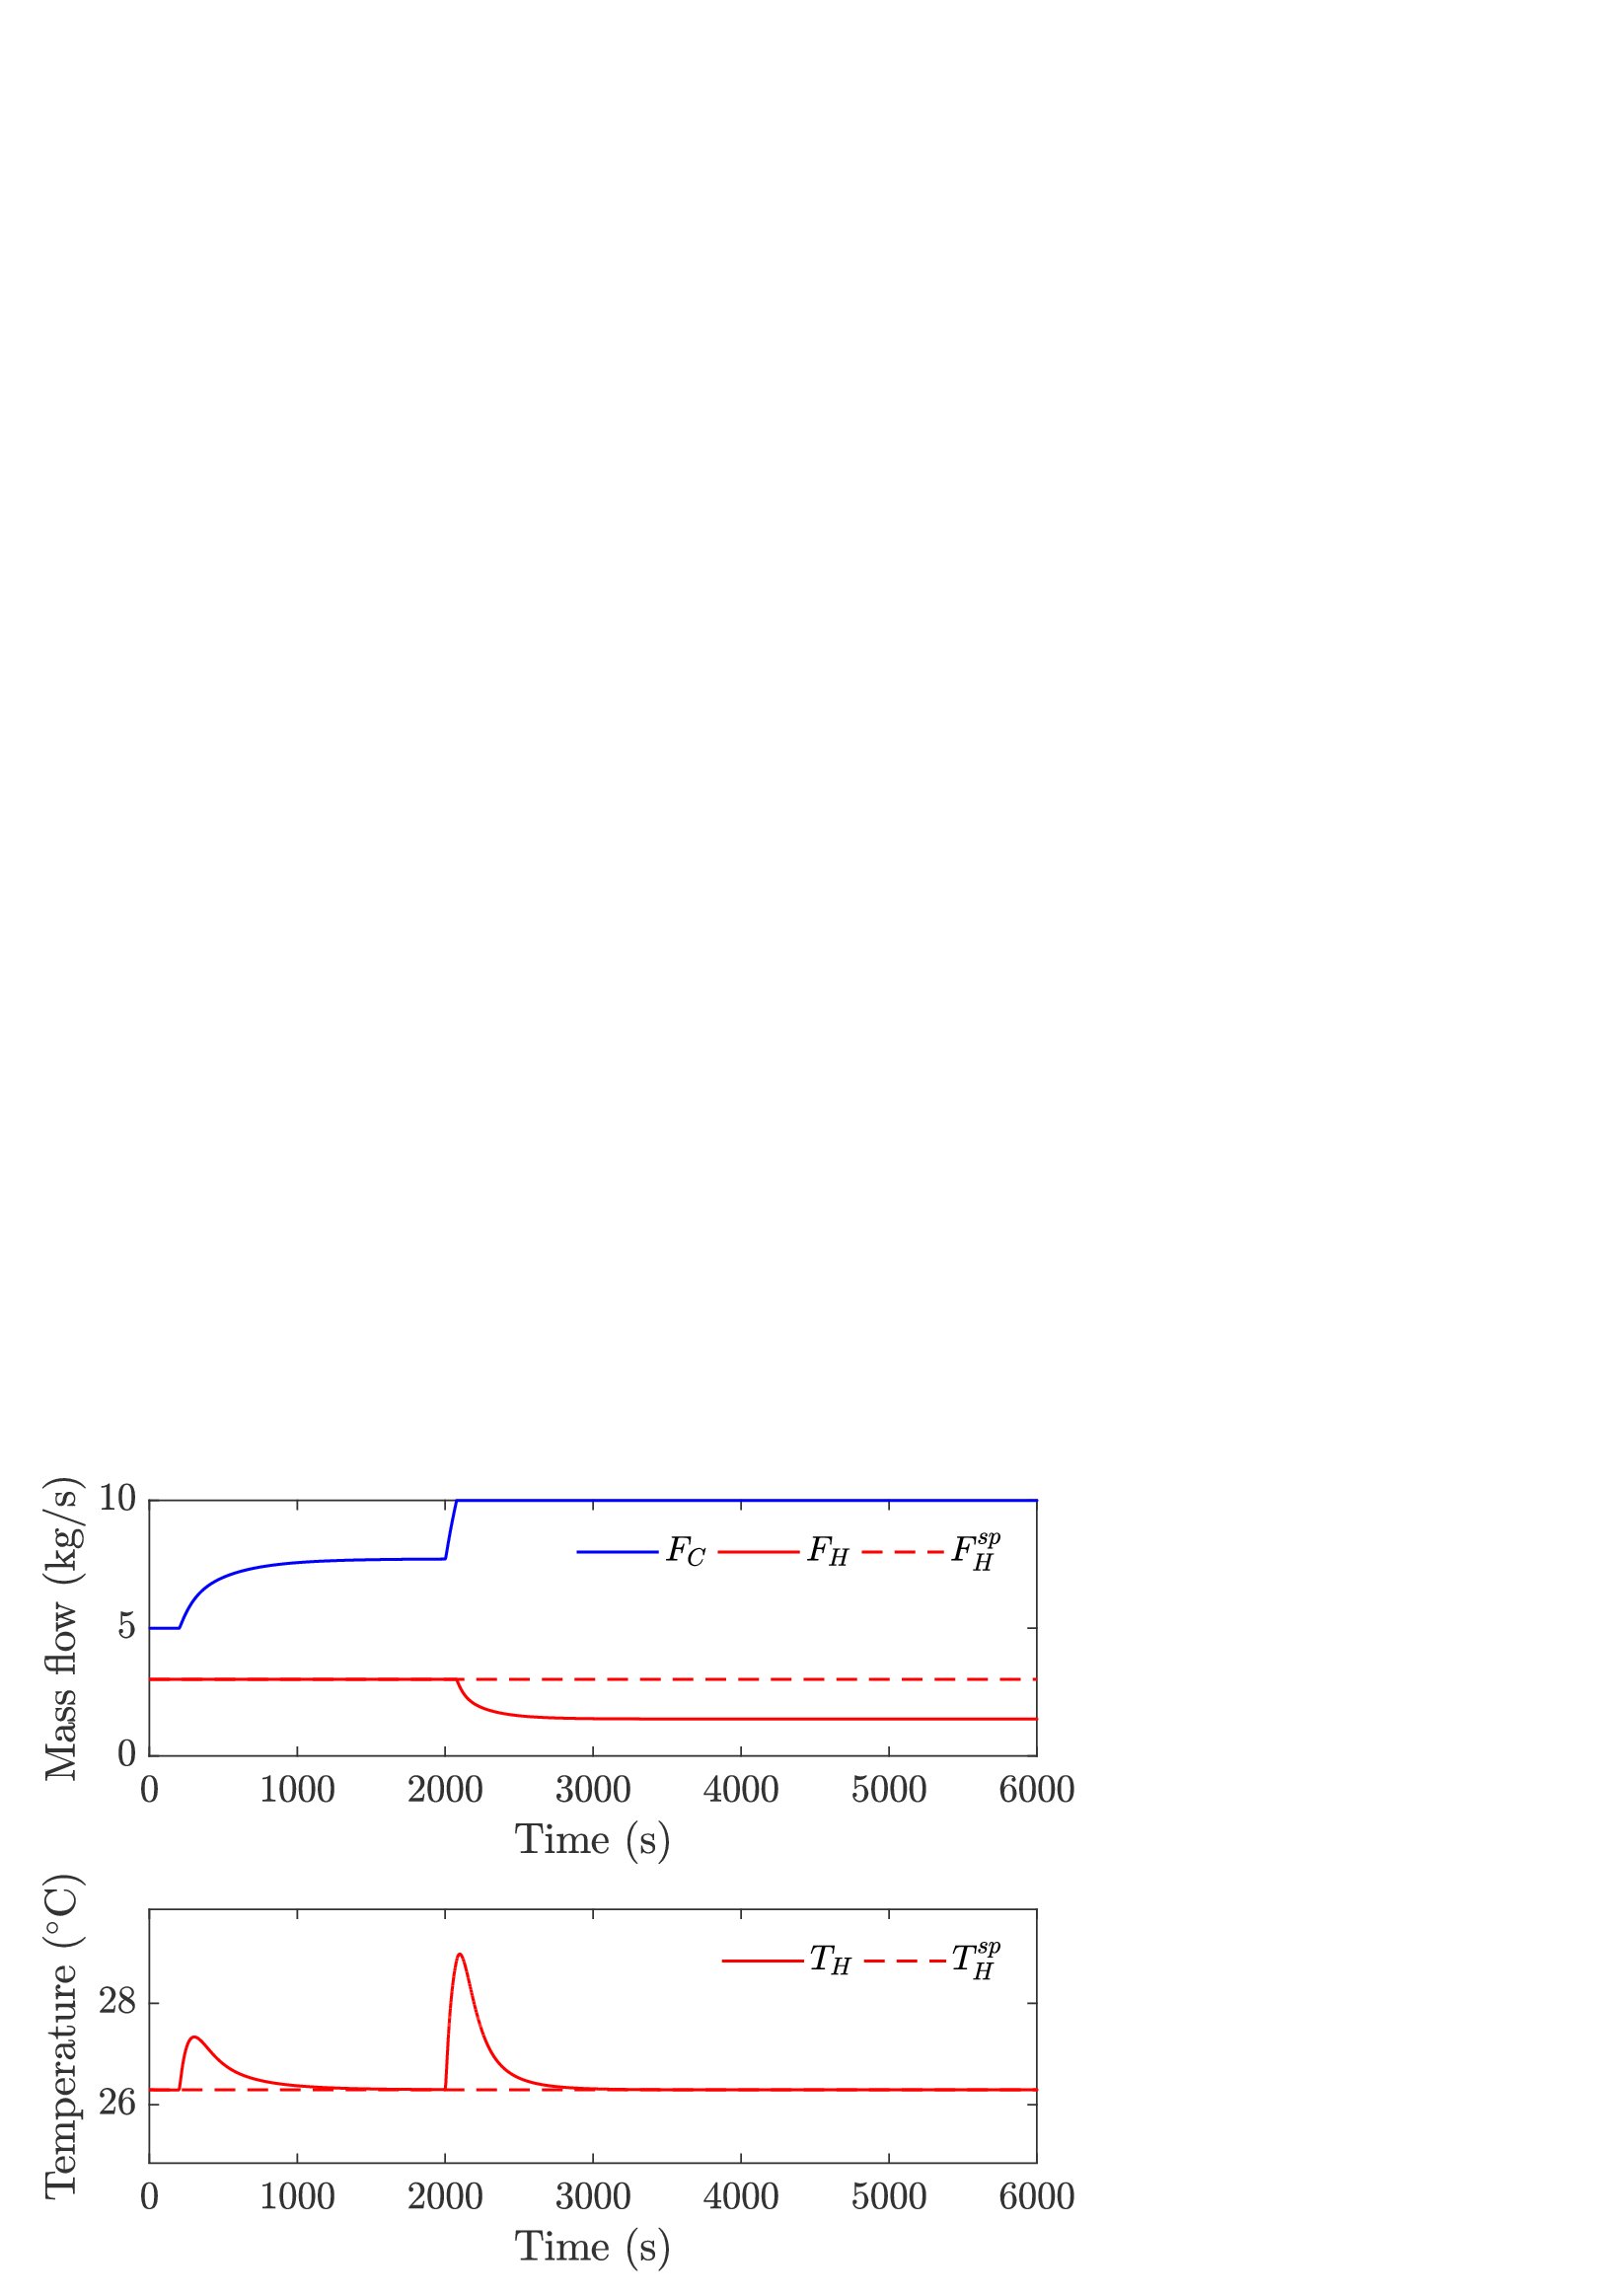 Mass flow (kg/s)
10
5
0
F_C F_H F_H^{sp}
0 1000 2000 3000 4000 5000 6000
Time (s)
Temperature (°C)
28
26
T_H T_H^{sp}
0 1000 2000 3000 4000 5000 6000
Time (s)